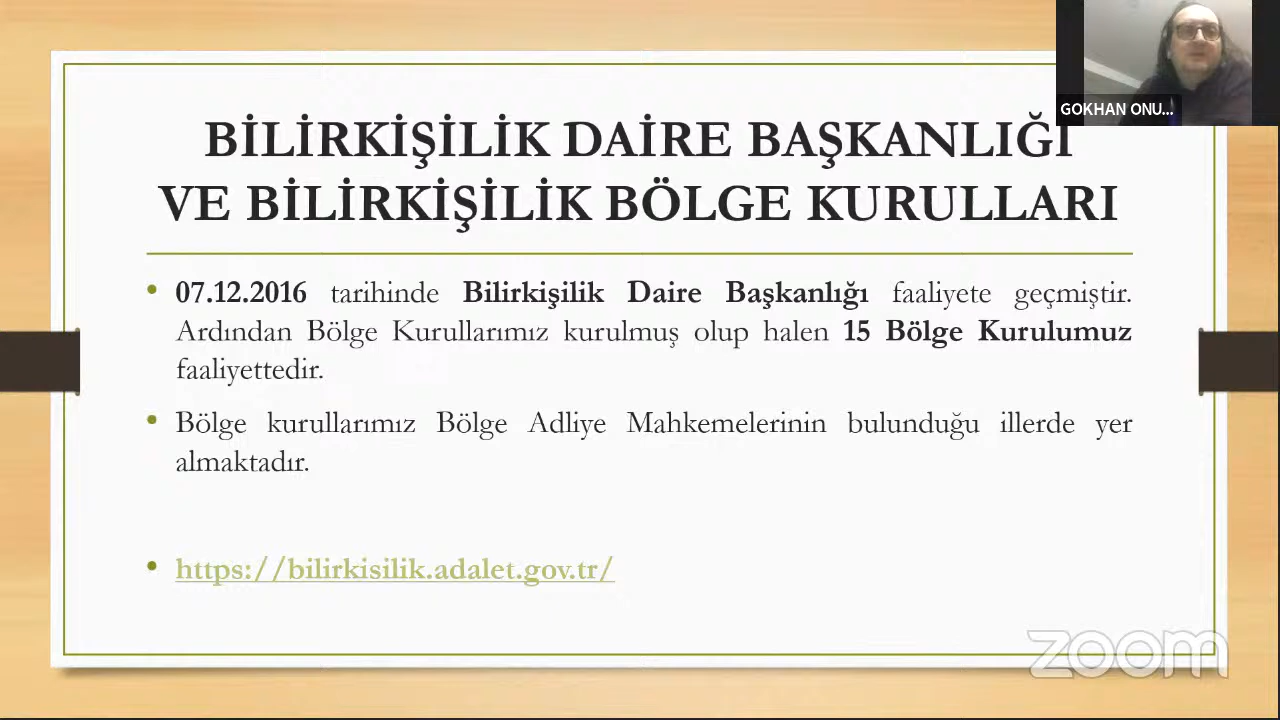 GOKHAN ONU...
BİLİRKİŞİLİK DAİRE BAŞKANLIĞI
VE BİLİRKİŞİLİK BÖLGE KURULLARI
• 07.12.2016 tarihinde Bilirkişilik Daire Başkanlığı faaliyete geçmiştir.
Ardından Bölge Kurullarımız kurulmuş olup halen 15 Bölge Kurulumuz
faaliyettedir.
• Bölge kurullarımız Bölge Adliye Mahkemelerinin bulunduğu illerde yer
almaktadır.
• https://bilirkisilik.adalet.gov.tr/
zoom